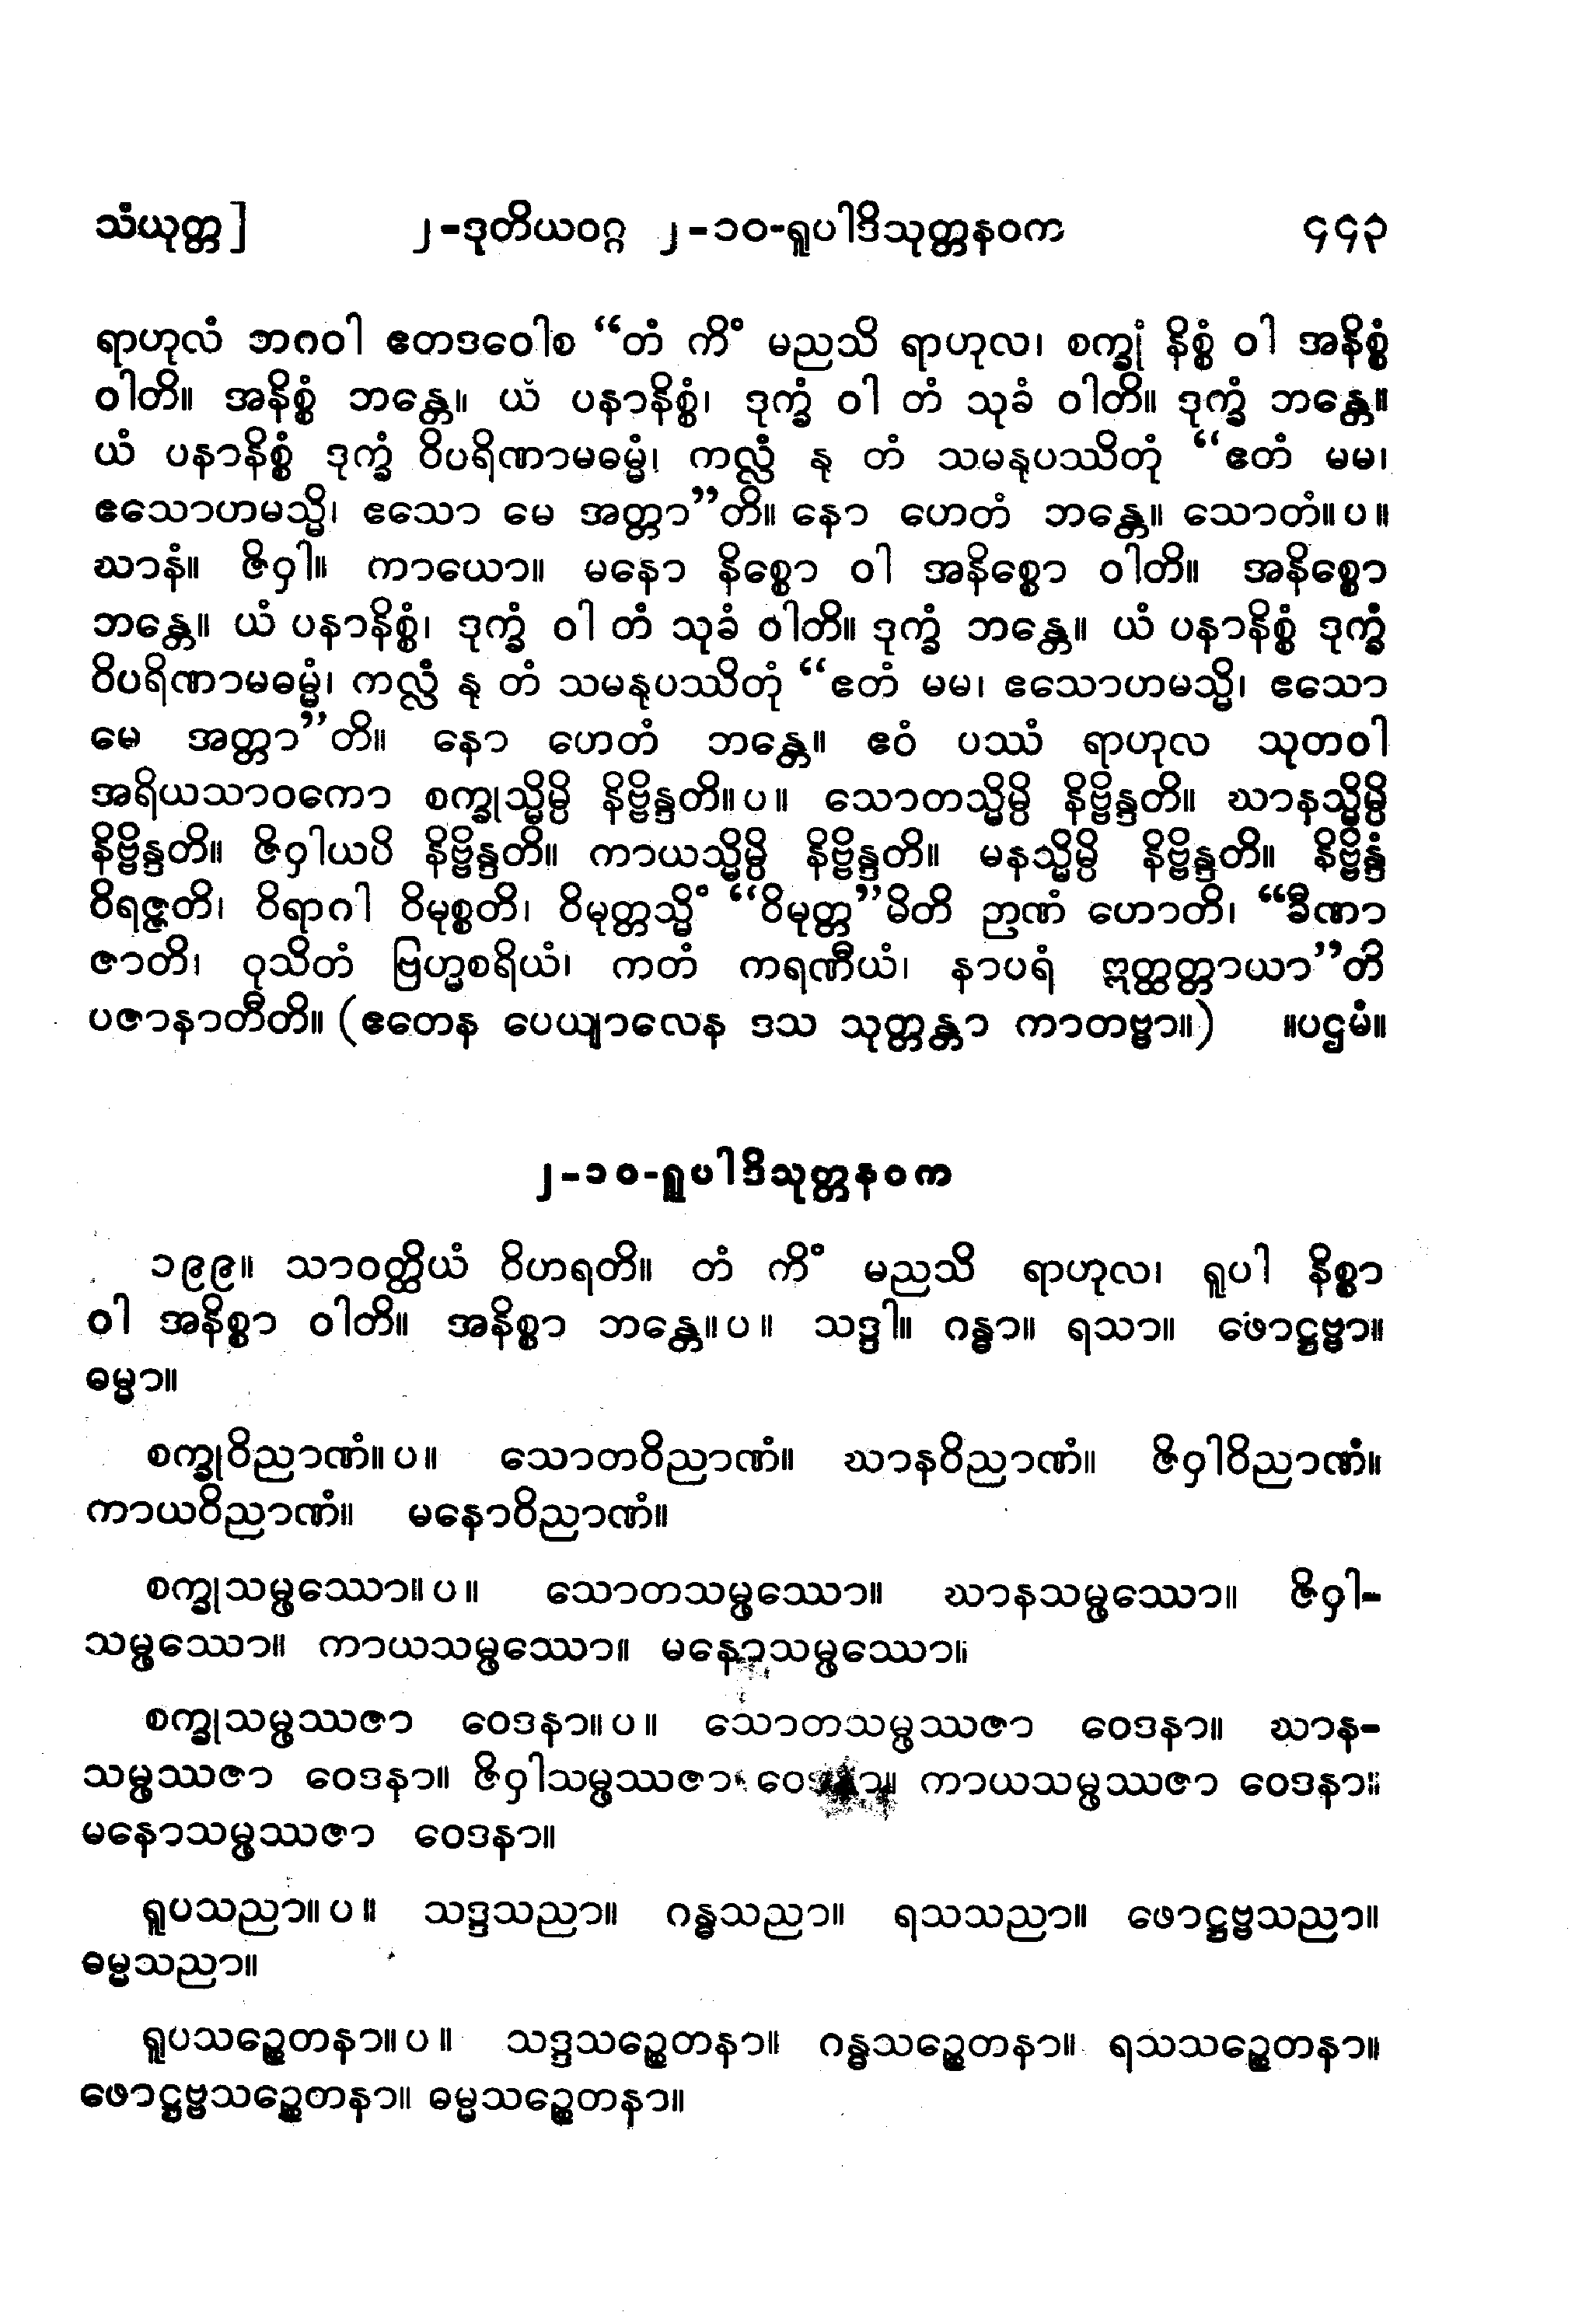 သံယုတ္တ] ၂-ဒုတိယဝဂ္ဂ ၂-၁၀-ရူပါဒိသုတ္တနဝက ၄၄၃
ရာဟုလံ ဘဂဝါ ဧတဒဝေါစ “တံ ကိံ မညသိ ရာဟုလ၊ စက္ခုံ နိစ္စံ ဝါ အနိစ္စံ
ဝါတိ။ အနိစ္စံ ဘန္တေ။ ယံ ပနာနိစ္စံ၊ ဒုက္ခံ ဝါ တံ သုခံ ဝါတိ။ ဒုက္ခံ ဘန္တေ။
ယံ ပနာနိစ္စံ ဒုက္ခံ ဝိပရိဏာမဓမ္မံ၊ ကလ္လံ နု တံ သမနုပဿိတုံ “ဧတံ မမ၊
ဧသောဟမသ္မိ၊ ဧသော မေ အတ္တာ”တိ။ နော ဟေတံ ဘန္တေ။ သောတံ။ပ။
ဃာနံ။ ဇိဝှါ။ ကာယော။ မနော နိစ္စော ဝါ အနိစ္စော ဝါတိ။ အနိစ္စော
ဘန္တေ။ ယံ ပနာနိစ္စံ၊ ဒုက္ခံ ဝါ တံ သုခံ ဝါတိ။ ဒုက္ခံ ဘန္တေ။ ယံ ပနာနိစ္စံ ဒုက္ခံ
ဝိပရိဏာမဓမ္မံ၊ ကလ္လံ နု တံ သမနုပဿိတုံ “ဧတံ မမ၊ ဧသောဟမသ္မိ၊ ဧသော
မေ အတ္တာ”တိ။ နော ဟေတံ ဘန္တေ။ ဧဝံ ပဿံ ရာဟုလ သုတဝါ
အရိယသာဝကော စက္ခုသ္မိမ္ပိ နိဗ္ဗိန္ဒတိ။ပ။ သောတသ္မိမ္ပိ နိဗ္ဗိန္ဒတိ။ ဃာနသ္မိမ္ပိ
နိဗ္ဗိန္ဒတိ။ ဇိဝှါယပိ နိဗ္ဗိန္ဒတိ။ ကာယသ္မိမ္ပိ နိဗ္ဗိန္ဒတိ။ မနသ္မိမ္ပိ နိဗ္ဗိန္ဒတိ။ နိဗ္ဗိန္ဒံ
ဝိရဇ္ဇတိ၊ ဝိရာဂါ ဝိမုစ္စတိ၊ ဝိမုတ္တသ္မိံ “ဝိမုတ္တ”မိတိ ဉာဏံ ဟောတိ၊ “ခီဏာ
ဇာတိ၊ ဝုသိတံ ဗြဟ္မစရိယံ၊ ကတံ ကရဏီယံ၊ နာပရံ ဣတ္ထတ္တာယာ”တိ
ပဇာနာတီတိ။ (ဧတေန ပေယျာလေန ဒသ သုတ္တန္တာ ကာတဗ္ဗာ။) ။ပဌမံ။
၂-၁၀-ရူပါဒိသုတ္တနဝက
၁၉၉။ သာဝတ္ထိယံ ဝိဟရတိ။ တံ ကိံ မညသိ ရာဟုလ၊ ရူပါ နိစ္စာ
ဝါ အနိစ္စာ ဝါတိ။ အနိစ္စာ ဘန္တေ။ပ။ သဒ္ဒါ။ ဂန္ဓာ။ ရသာ။ ဖောဋ္ဌဗ္ဗာ။
ဓမ္မာ။
စက္ခုဝိညာဏံ။ပ။ သောတဝိညာဏံ။ ဃာနဝိညာဏံ။ ဇိဝှါဝိညာဏံ။
ကာယဝိညာဏံ။ မနောဝိညာဏံ။
စက္ခုသမ္ဖဿော။ပ။ သောတသမ္ဖဿော။ ဃာနသမ္ဖဿော။ ဇိဝှါ-
သမ္ဖဿော။ ကာယသမ္ဖဿော။ မနောသမ္ဖဿော။
စက္ခုသမ္ဖဿဇာ ဝေဒနာ။ပ။ သောတသမ္ဖဿဇာ ဝေဒနာ။ ဃာန-
သမ္ဖဿဇာ ဝေဒနာ။ ဇိဝှါသမ္ဖဿဇာ ဝေဒနာ။ ကာယသမ္ဖဿဇာ ဝေဒနာ။
မနောသမ္ဖဿဇာ ဝေဒနာ။
ရူပသညာ။ပ။ သဒ္ဒသညာ။ ဂန္ဓသညာ။ ရသသညာ။ ဖောဋ္ဌဗ္ဗသညာ။
ဓမ္မသညာ။
ရူပသဉ္စေတနာ။ပ။ သဒ္ဒသဉ္စေတနာ။ ဂန္ဓသဉ္စေတနာ။ ရသသဉ္စေတနာ။
ဖောဋ္ဌဗ္ဗသဉ္စေတနာ။ ဓမ္မသဉ္စေတနာ။